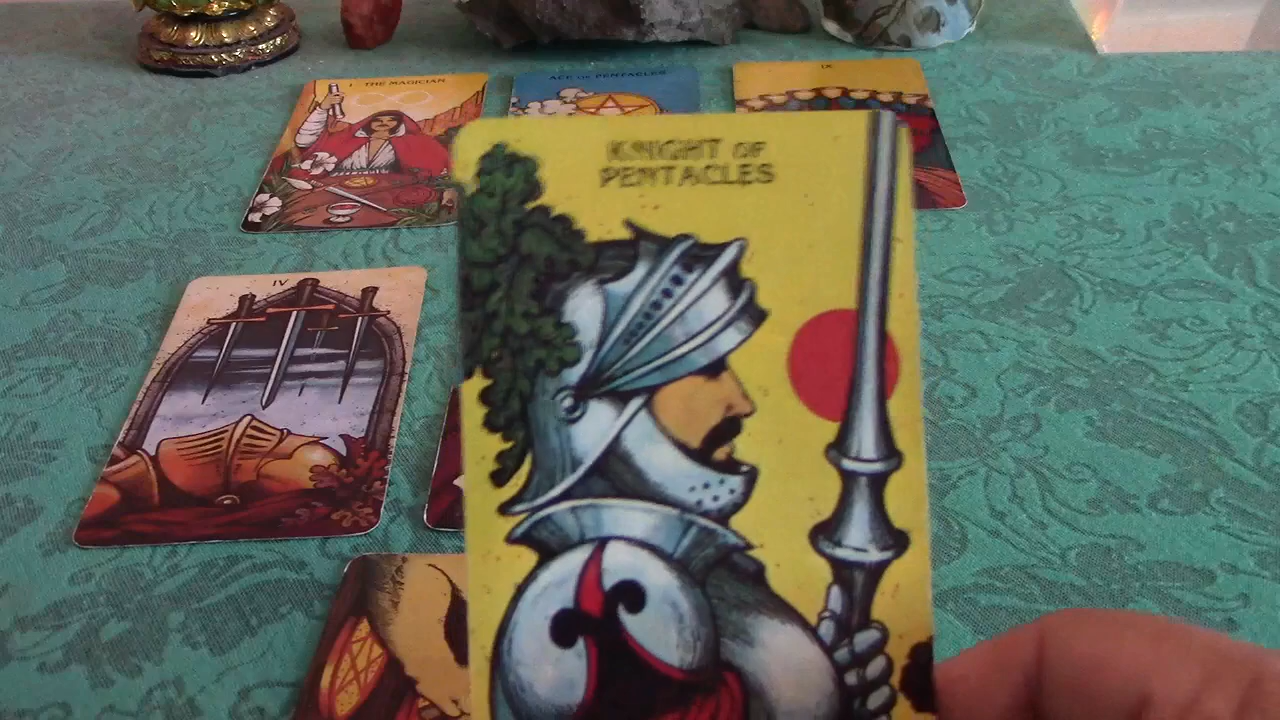 I THE MAGICIAN
ACE OF PENTACLES
IX
KNIGHT OF
PENTACLES
IV